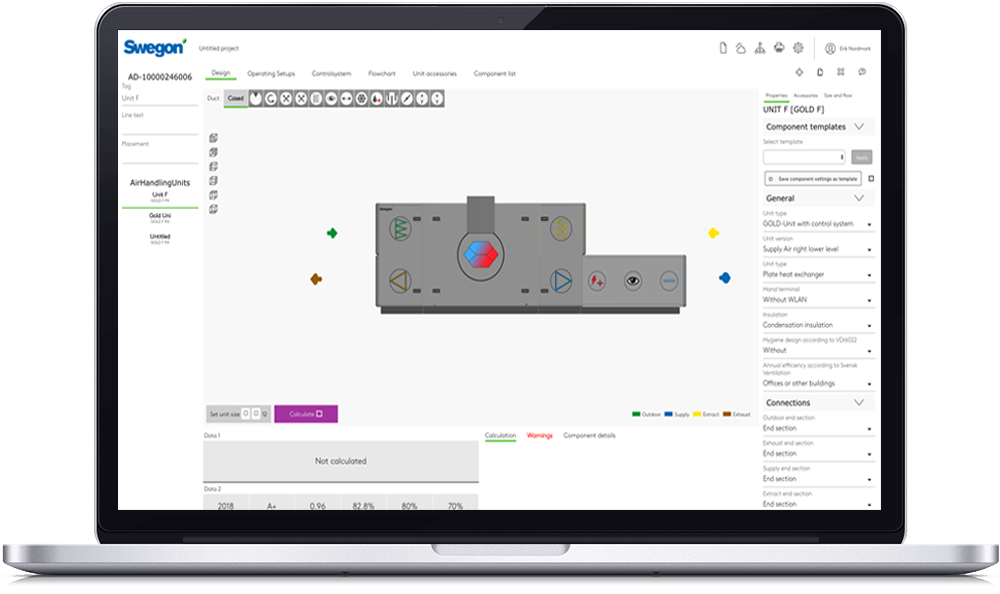 Swegon
Untitled project
Erik Nordmark
AD-10000246006
Tag
Unit F
Line text
Placement
AirHandlingUnits
Unit F
GOLD F PX
Gold Uni
Untitled
Design
Operating Setups
Controlsystem
Flowchart
Unit accessories
Component list
Duct
Cased
Swegon
Set unit size
12
Calculate
Outdoor
Supply
Extract
Exhaust
Data 1
Not calculated
Data 2
2018
A+
0.96
82.8%
80%
70%
Calculation
Warnings
Component details
Properties
Accessories
Size and flow
UNIT F [GOLD F]
Component templates
Select template
Apply
Save component settings as template
General
Unit type
GOLD-Unit with control system
Unit version
Supply Air right lower level
Unit type
Plate heat exchanger
Hand terminal
Without WLAN
Insulation
Condensation insulation
Hygiene design according to VDI6022
Without
Annual efficiency according to Svensk
Ventilation
Offices or other buildings
Connections
Outdoor end section
End section
Exhaust end section
End section
Supply end section
End section
Extract end section
End section